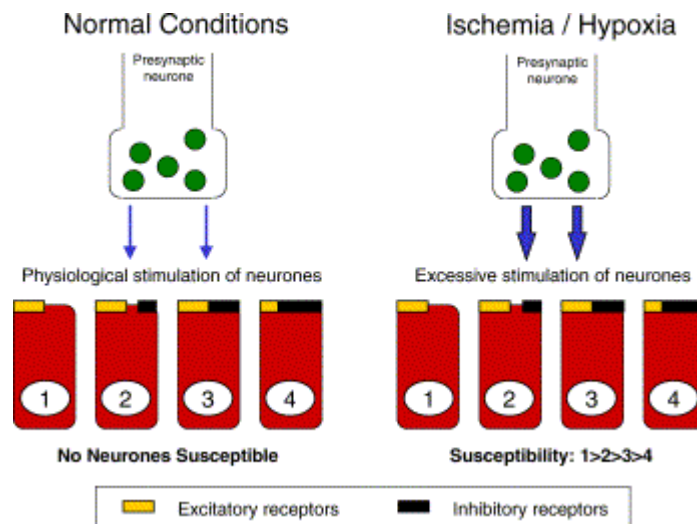 Normal Conditions
Presynaptic
neurone
Physiological stimulation of neurones
1 2 3 4
No Neurones Susceptible
Ischemia / Hypoxia
Presynaptic
neurone
Excessive stimulation of neurones
1 2 3 4
Susceptibility: 1>2>3>4
Excitatory receptors
Inhibitory receptors